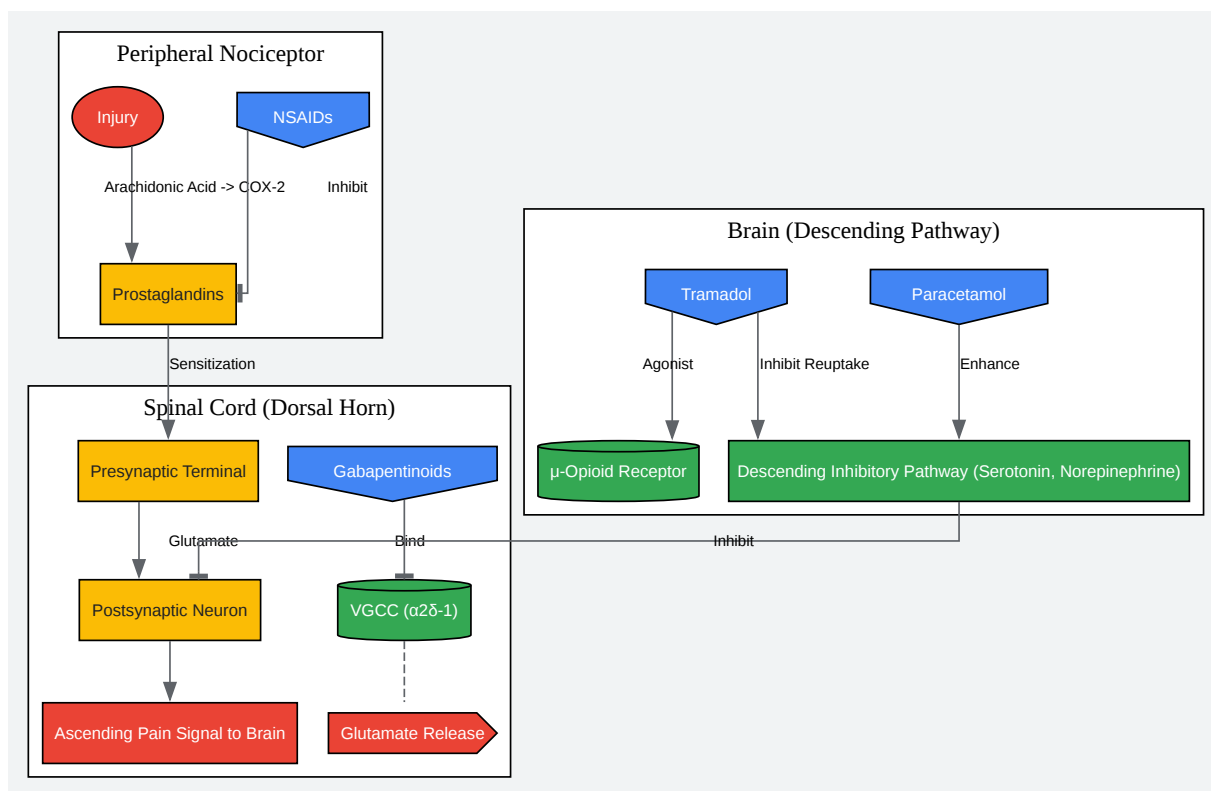 Peripheral Nociceptor
Injury
NSAIDs
Arachidonic Acid -> COX-2
Inhibit
Prostaglandins
Sensitization
Spinal Cord (Dorsal Horn)
Presynaptic Terminal
Gabapentinoids
Glutamate
Bind
Postsynaptic Neuron
VGCC (α2δ-1)
Ascending Pain Signal to Brain
Glutamate Release
Brain (Descending Pathway)
Tramadol
Paracetamol
Agonist
Inhibit Reuptake
Enhance
μ-Opioid Receptor
Descending Inhibitory Pathway (Serotonin, Norepinephrine)
Inhibit